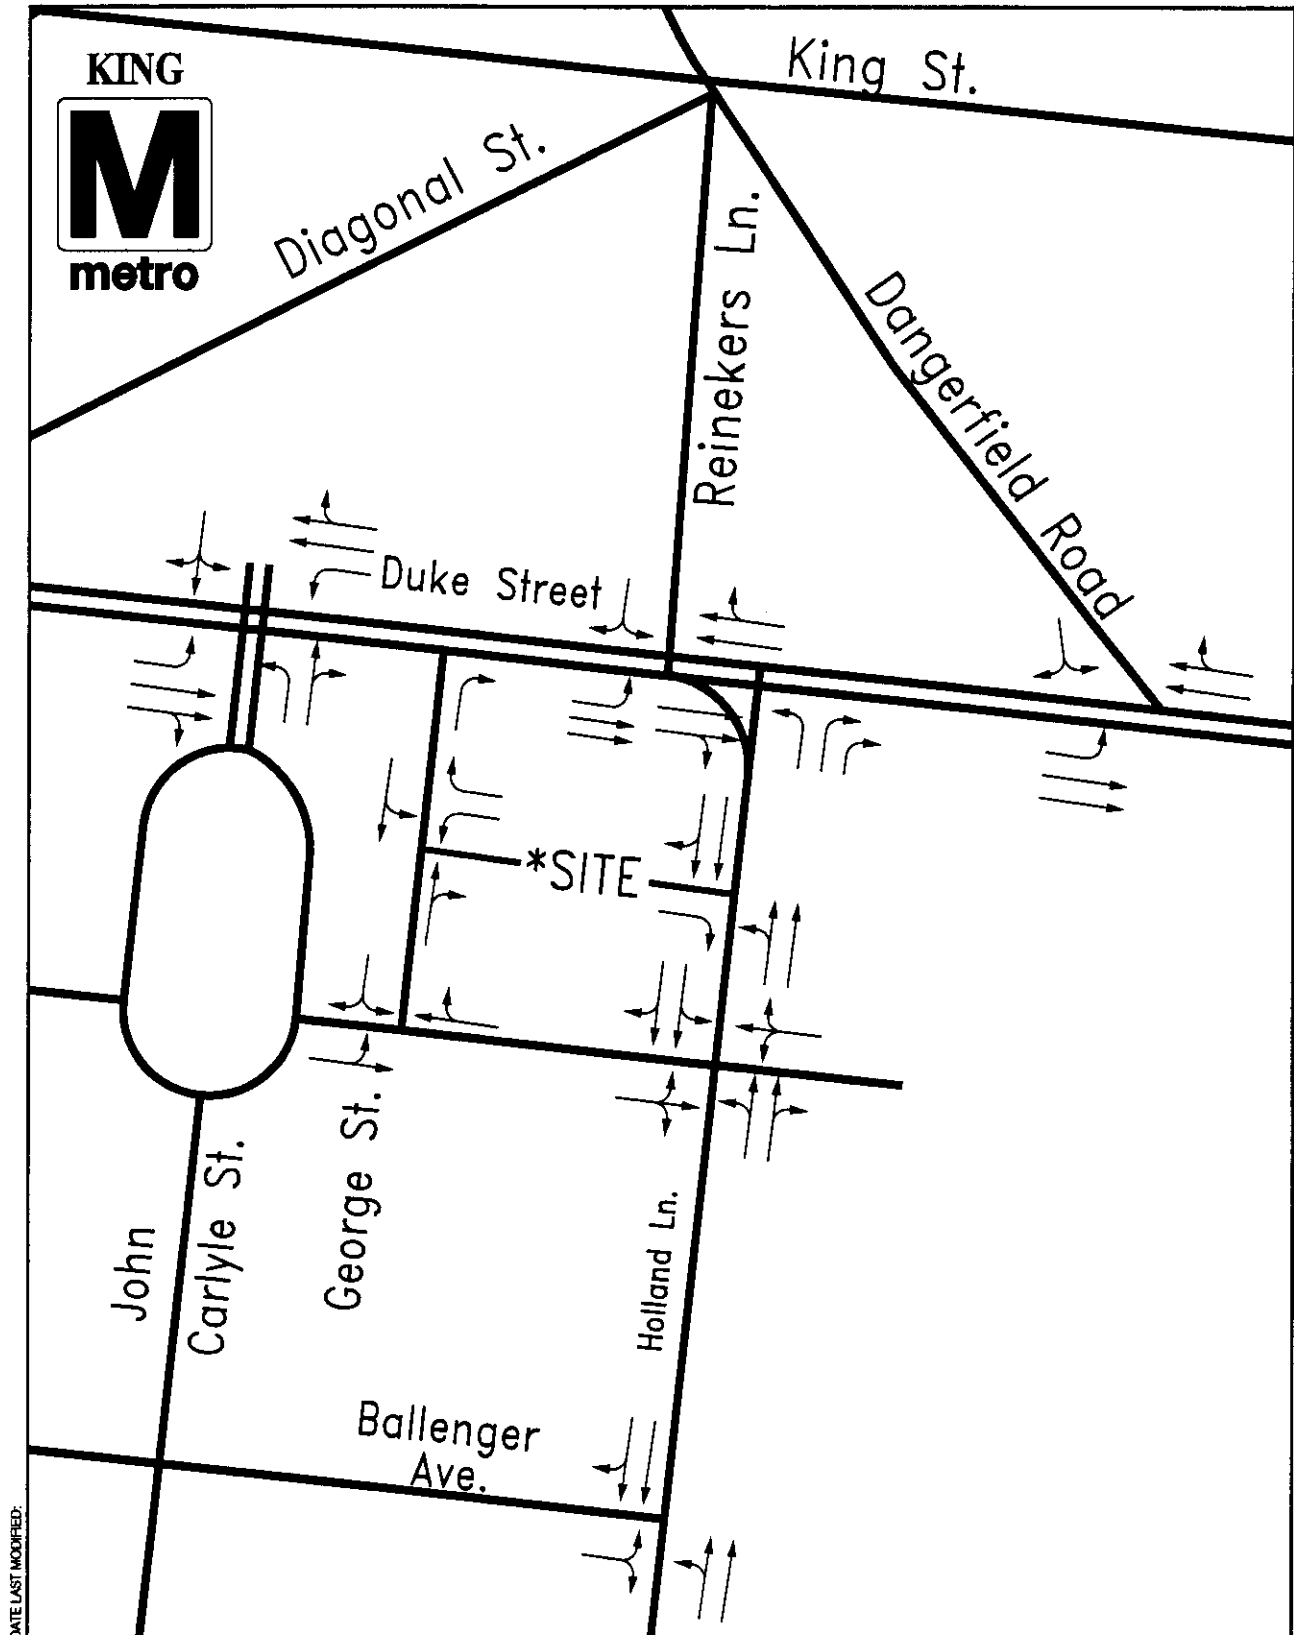 KING
M
metro
King St.
Diagonal St.
Reinekers Ln.
Dangerfield Road
Duke Street
*SITE
John
Carlyle St.
George St.
Holland Ln.
Ballenger
Ave.
DATE LAST MODIFIED: